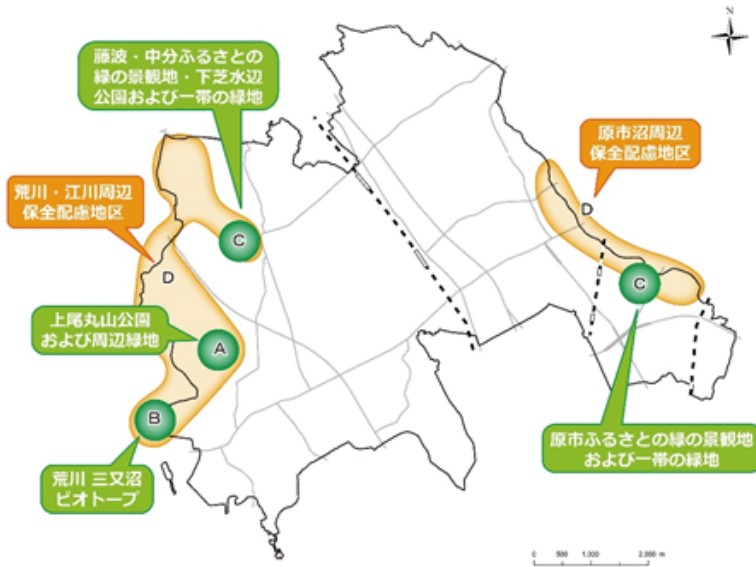 N
藤波・中分ふるさとの
緑の景観地・下芝水辺
公園および一帯の緑地
原市沼周辺
保全配慮地区
荒川・江川周辺
保全配慮地区
D
C
D
C
上尾丸山公園
および周辺緑地
A
B
原市ふるさとの緑の景観地
および一帯の緑地
荒川 三又沼
ビオトープ
0 500 1.000 2.000 m